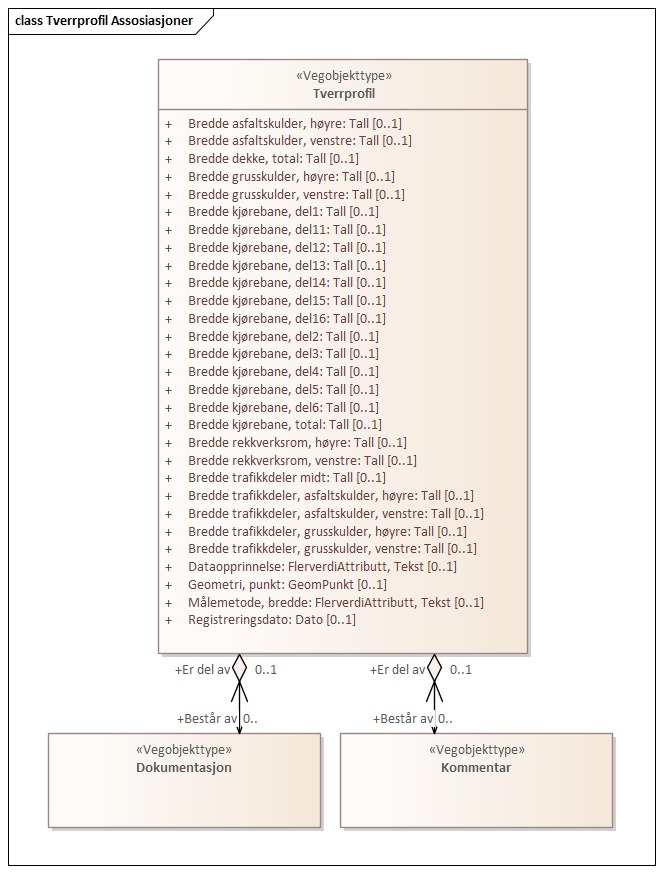 class Tverrprofil Assosiasjoner
«Vegobjekttype»
Tverrprofil
+ Bredde asfaltskulder, høyre: Tall [0..1]
+ Bredde asfaltskulder, venstre: Tall [0..1]
+ Bredde dekke, total: Tall [0..1]
+ Bredde grusskulder, høyre: Tall [0..1]
+ Bredde grusskulder, venstre: Tall [0..1]
+ Bredde kjørebane, del1: Tall [0..1]
+ Bredde kjørebane, del11: Tall [0..1]
+ Bredde kjørebane, del12: Tall [0..1]
+ Bredde kjørebane, del13: Tall [0..1]
+ Bredde kjørebane, del14: Tall [0..1]
+ Bredde kjørebane, del15: Tall [0..1]
+ Bredde kjørebane, del16: Tall [0..1]
+ Bredde kjørebane, del2: Tall [0..1]
+ Bredde kjørebane, del3: Tall [0..1]
+ Bredde kjørebane, del4: Tall [0..1]
+ Bredde kjørebane, del5: Tall [0..1]
+ Bredde kjørebane, del6: Tall [0..1]
+ Bredde kjørebane, total: Tall [0..1]
+ Bredde rekkverksrom, høyre: Tall [0..1]
+ Bredde rekkverksrom, venstre: Tall [0..1]
+ Bredde trafikkdeler midt: Tall [0..1]
+ Bredde trafikkdeler, asfaltskulder, høyre: Tall [0..1]
+ Bredde trafikkdeler, asfaltskulder, venstre: Tall [0..1]
+ Bredde trafikkdeler, grusskulder, høyre: Tall [0..1]
+ Bredde trafikkdeler, grusskulder, venstre: Tall [0..1]
+ Dataopprinnelse: FlerverdiAttributt, Tekst [0..1]
+ Geometri, punkt: GeomPunkt [0..1]
+ Målemetode, bredde: FlerverdiAttributt, Tekst [0..1]
+ Registreringsdato: Dato [0..1]
+Er del av 0..1 +Er del av 0..1
+Består av 0.. +Består av 0..
«Vegobjekttype» «Vegobjekttype»
Dokumentasjon Kommentar